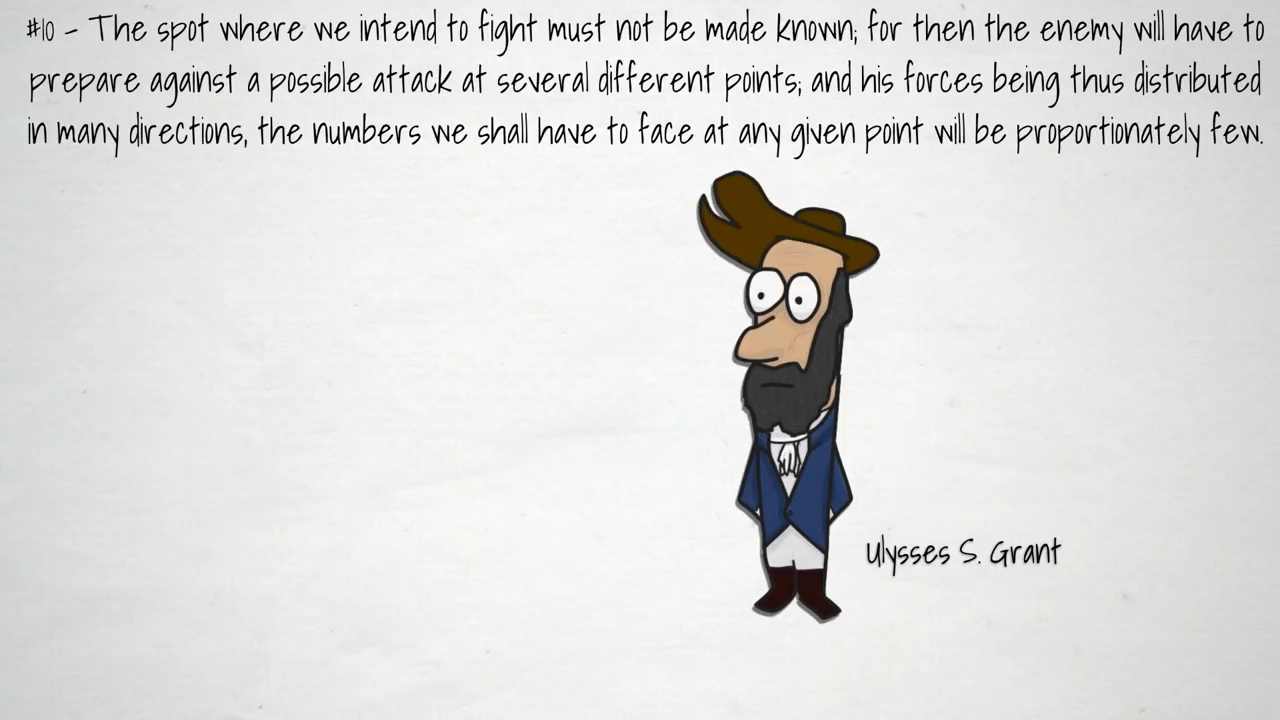 #10 - The spot where we intend to fight must not be made known; for then the enemy will have to
prepare against a possible attack at several different points; and his forces being thus distributed
in many directions, the numbers we shall have to face at any given point will be proportionately few.
Ulysses S. Grant